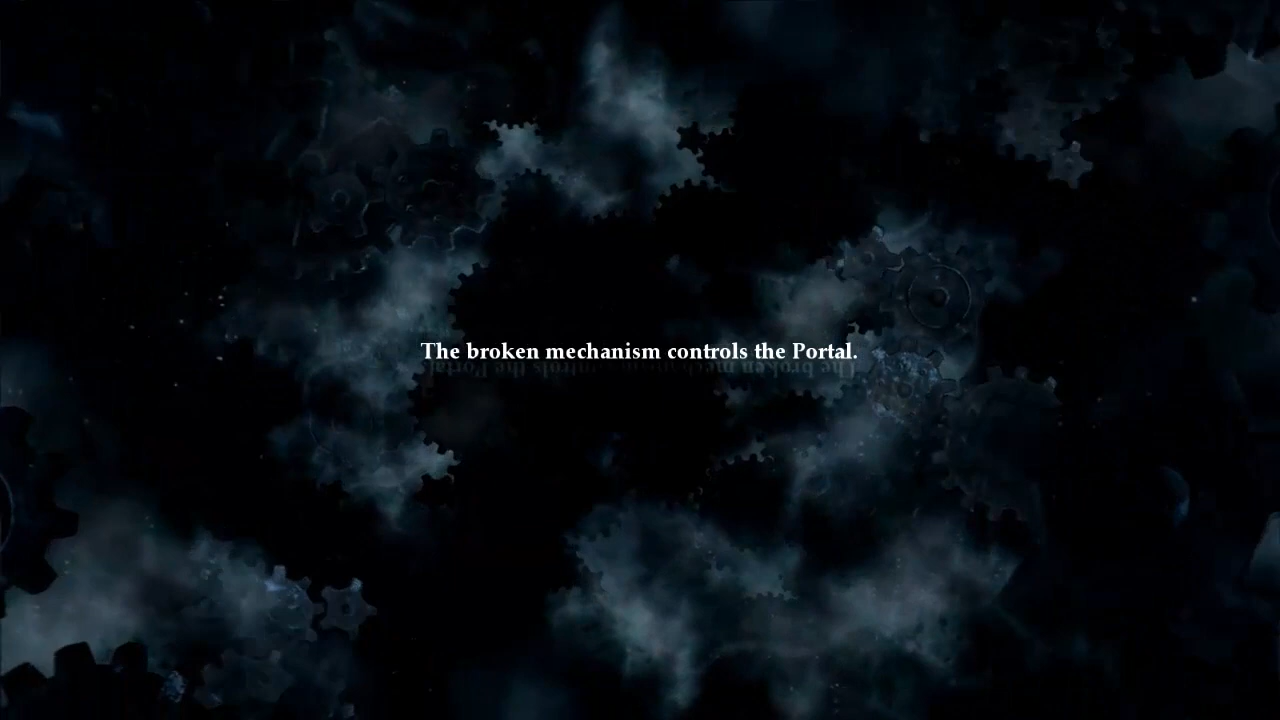 The broken mechanism controls the Portal.